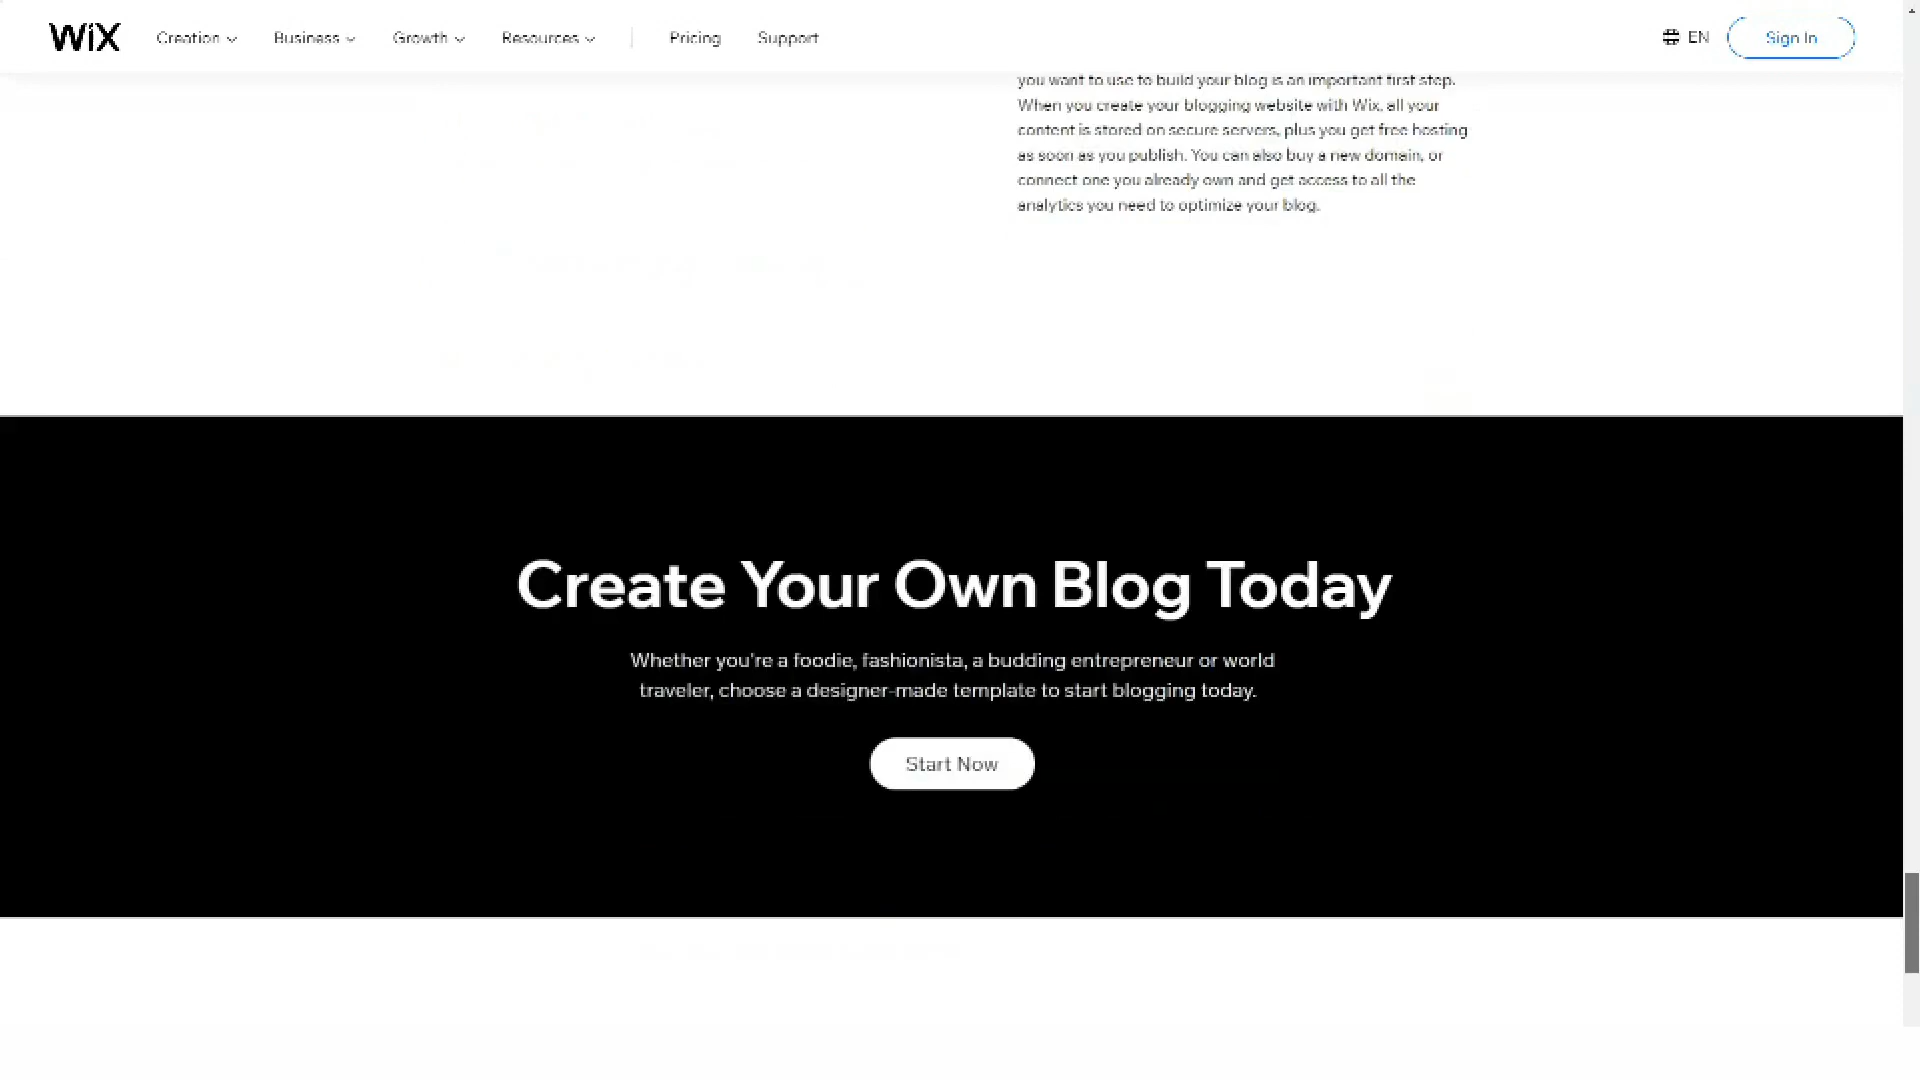 WiX Creation Business Growth Resources Pricing Support EN Sign In
you want to use to build your blog is an important first step.
When you create your blogging website with Wix, all your
content is stored on secure servers, plus you get free hosting
as soon as you publish. You can also buy a new domain, or
connect one you already own and get access to all the
analytics you need to optimize your blog.
Create Your Own Blog Today
Whether you're a foodie, fashionista, a budding entrepreneur or world
traveler, choose a designer-made template to start blogging today.
Start Now